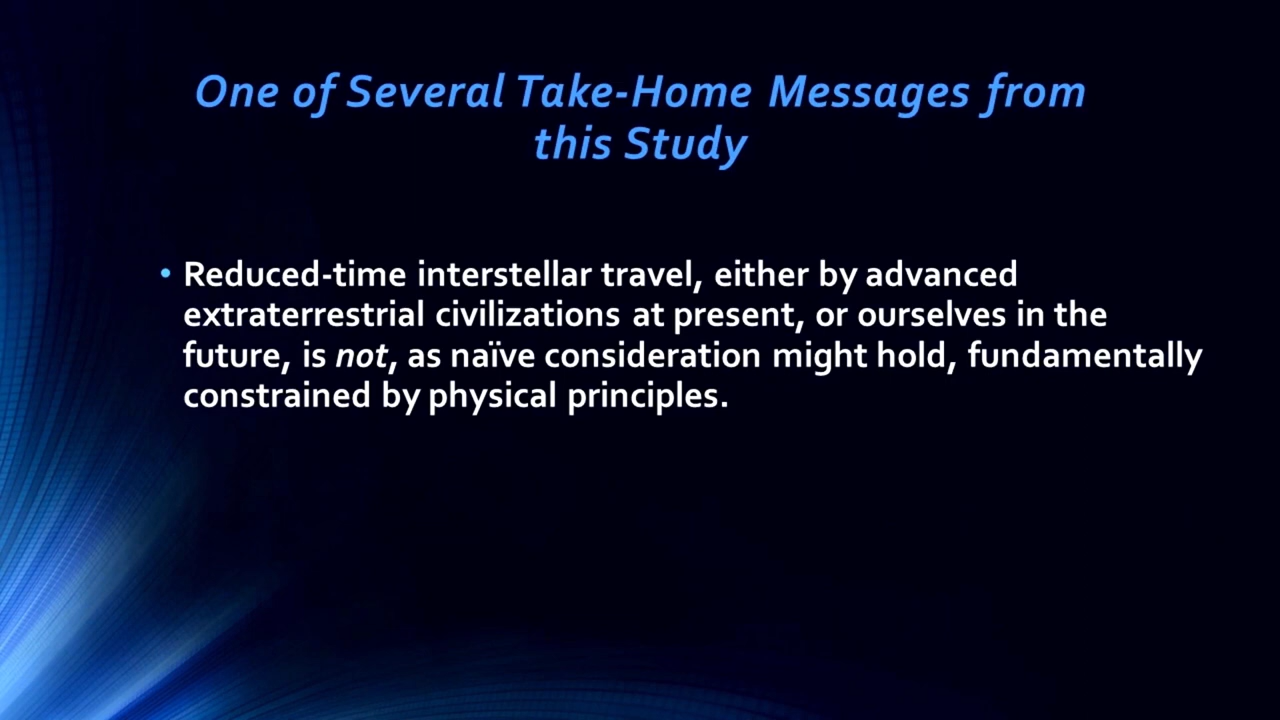 One of Several Take-Home Messages from
this Study
• Reduced-time interstellar travel, either by advanced
extraterrestrial civilizations at present, or ourselves in the
future, is not, as naïve consideration might hold, fundamentally
constrained by physical principles.